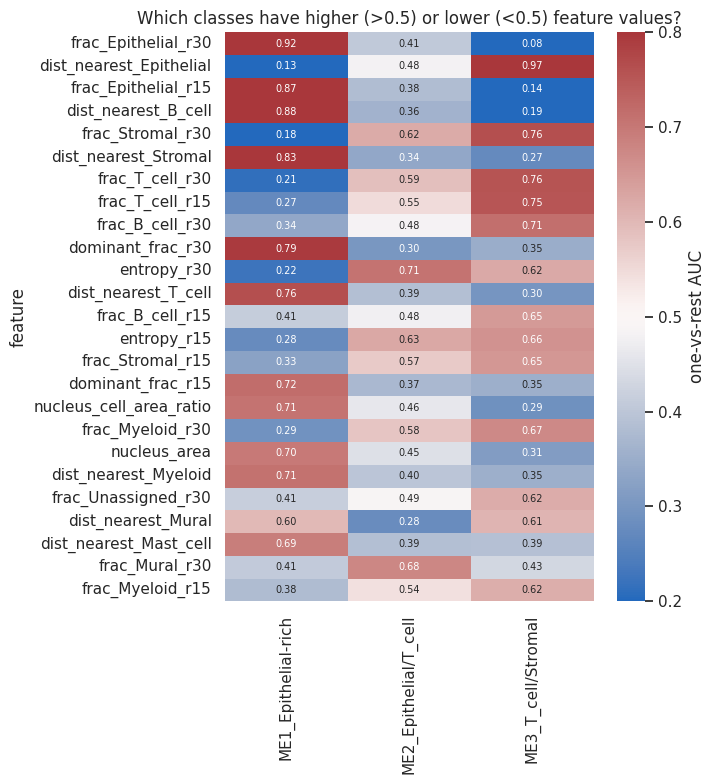 Which classes have higher (>0.5) or lower (<0.5) feature values?
feature
frac_Epithelial_r30 0.92 0.41 0.08
dist_nearest_Epithelial 0.13 0.48 0.97
frac_Epithelial_r15 0.87 0.38 0.14
dist_nearest_B_cell 0.88 0.36 0.19
frac_Stromal_r30 0.18 0.62 0.76
dist_nearest_Stromal 0.83 0.34 0.27
frac_T_cell_r30 0.21 0.59 0.76
frac_T_cell_r15 0.27 0.55 0.75
frac_B_cell_r30 0.34 0.48 0.71
dominant_frac_r30 0.79 0.30 0.35
entropy_r30 0.22 0.71 0.62
dist_nearest_T_cell 0.76 0.39 0.30
frac_B_cell_r15 0.41 0.48 0.65
entropy_r15 0.28 0.63 0.66
frac_Stromal_r15 0.33 0.57 0.65
dominant_frac_r15 0.72 0.37 0.35
nucleus_cell_area_ratio 0.71 0.46 0.29
frac_Myeloid_r30 0.29 0.58 0.67
nucleus_area 0.70 0.45 0.31
dist_nearest_Myeloid 0.71 0.40 0.35
frac_Unassigned_r30 0.41 0.49 0.62
dist_nearest_Mural 0.60 0.28 0.61
dist_nearest_Mast_cell 0.69 0.39 0.39
frac_Mural_r30 0.41 0.68 0.43
frac_Myeloid_r15 0.38 0.54 0.62
ME1_Epithelial-rich
ME2_Epithelial/T_cell
ME3_T_cell/Stromal
0.8
0.7
0.6
0.5
0.4
0.3
0.2
one-vs-rest AUC